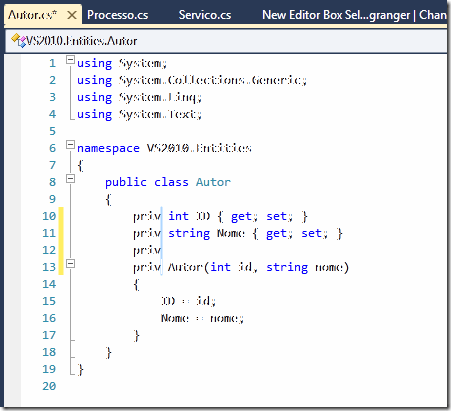 Autor.cs* Processo.cs Servico.cs New Editor Box Sel...granger | Chan
VS2010.Entities.Autor
1 using System;
2 using System.Collections.Generic;
3 using System.Linq;
4 using System.Text;
5
6 namespace VS2010.Entities
7 {
8 public class Autor
9 {
10 priv int ID { get; set; }
11 priv string Nome { get; set; }
12 priv
13 priv Autor(int id, string nome)
14 {
15 ID = id;
16 Nome = nome;
17 }
18 }
19 }
20